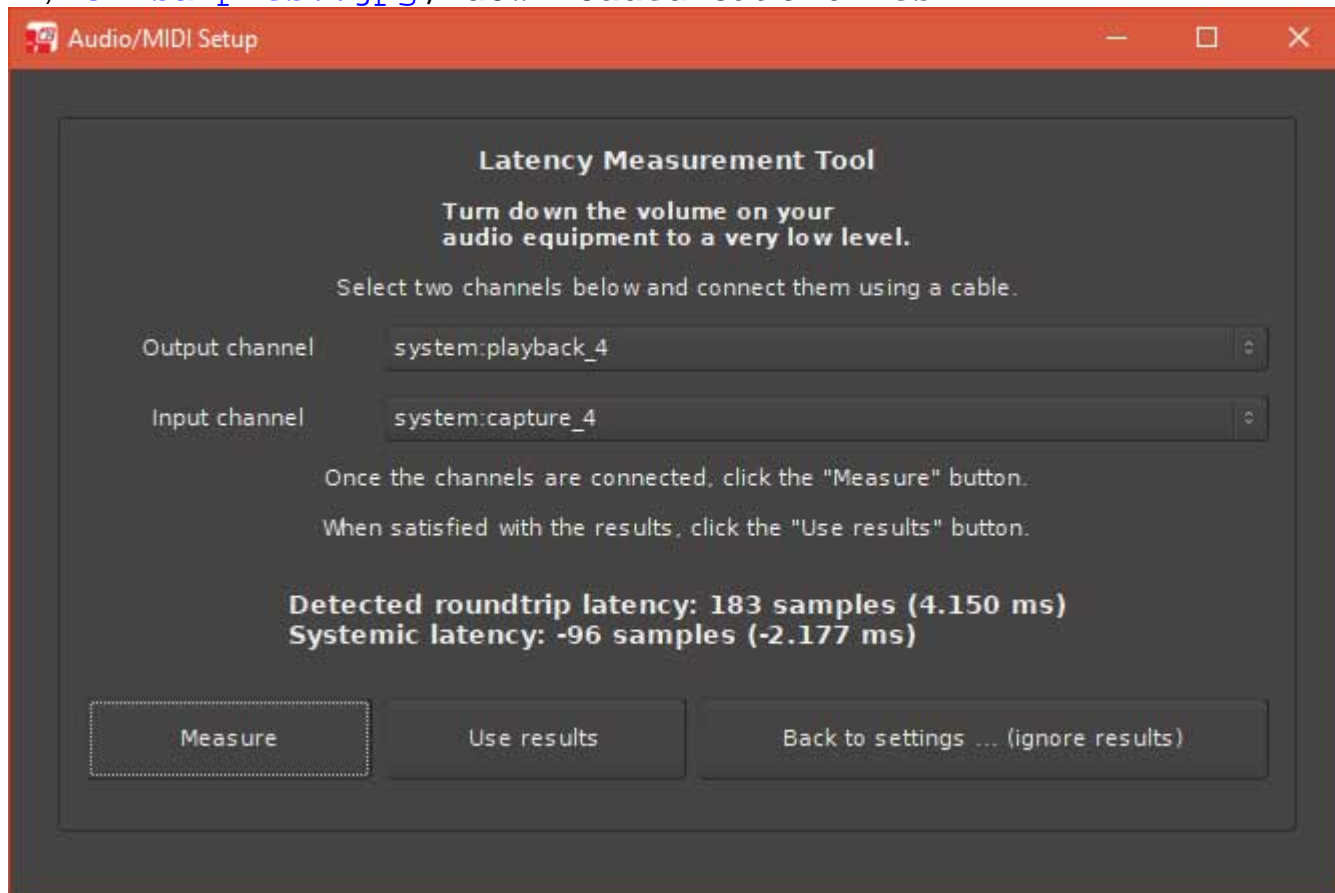 Audio/MIDI Setup
Latency Measurement Tool
Turn down the volume on your
audio equipment to a very low level.
Select two channels below and connect them using a cable.
Output channel system:playback_4
Input channel system:capture_4
Once the channels are connected, click the "Measure" button.
When satisfied with the results, click the "Use results" button.
Detected roundtrip latency: 183 samples (4.150 ms)
Systemic latency: -96 samples (-2.177 ms)
Measure Use results Back to settings ... (ignore results)